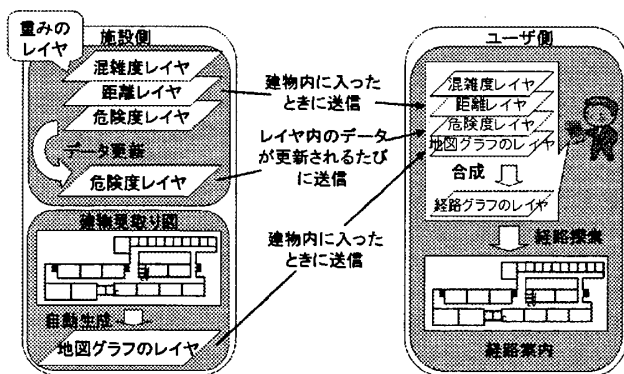 重みの
レイヤ
施設側
混雑度レイヤ
距離レイヤ
危険度レイヤ
データ更新
危険度レイヤ
建物見取り図
自動生成
地図グラフのレイヤ
建物内に入った
ときに送信
レイヤ内のデータ
が更新されるたび
に送信
建物内に入った
ときに送信
ユーザ側
混雑度レイヤ
距離レイヤ
危険度レイヤ
地図グラフのレイヤ
合成
経路グラフのレイヤ
経路探索
経路案内